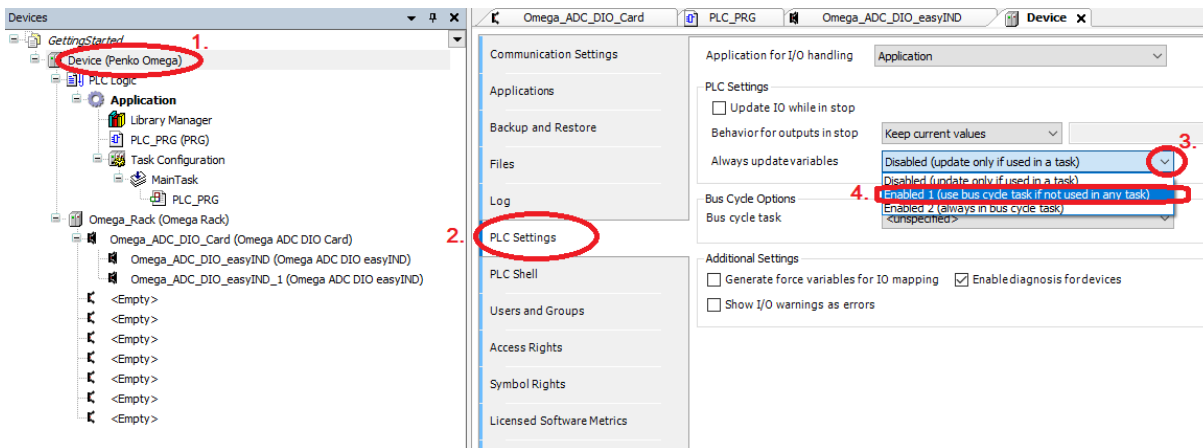 Devices
1.
GettingStarted
Device (Penko Omega)
PLC Logic
Application
Library Manager
PLC_PRG (PRG)
Task Configuration
MainTask
PLC_PRG
Omega_Rack (Omega Rack)
Omega_ADC_DIO_Card (Omega ADC DIO Card)
Omega_ADC_DIO_easyIND (Omega ADC DIO easyIND)
Omega_ADC_DIO_easyIND_1 (Omega ADC DIO easyIND)
<Empty>
<Empty>
<Empty>
<Empty>
<Empty>
<Empty>
<Empty>
Omega_ADC_DIO_Card PLC_PRG Omega_ADC_DIO_easyIND Device
Communication Settings
Applications
Backup and Restore
Files
Log
2. PLC Settings
PLC Shell
Users and Groups
Access Rights
Symbol Rights
Licensed Software Metrics
Application for I/O handling Application
PLC Settings
Update IO while in stop
Behavior for outputs in stop Keep current values
3.
Always update variables Disabled (update only if used in a task)
Disabled (update only if used in a task)
4. Enabled 1 (use bus cycle task if not used in any task)
Enabled 2 (always in bus cycle task)
Bus Cycle Options
Bus cycle task <unspecified>
Additional Settings
Generate force variables for IO mapping Enable diagnosis for devices
Show I/O warnings as errors